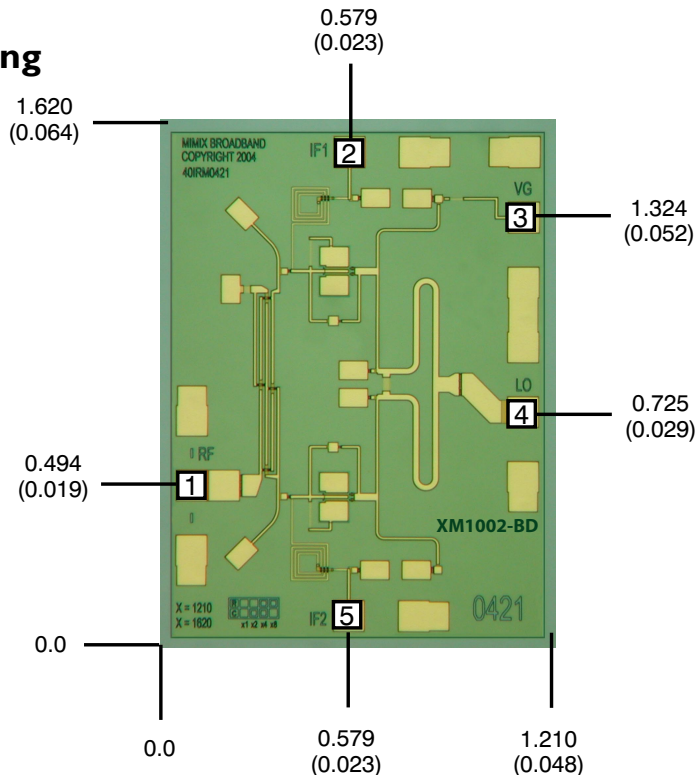 0.579
(0.023)
ng
1.620
(0.064)
MIMIX BROADBAND
COPYRIGHT 2004
40IRM0421
IF1
2
VG
3
1.324
(0.052)
LO
4
0.725
(0.029)
RF
0.494
(0.019)
1
XM1002-BD
X = 1210
X = 1620
x1 x2 x4 x8
IF2
5
0421
0.0
0.0
0.579
(0.023)
1.210
(0.048)